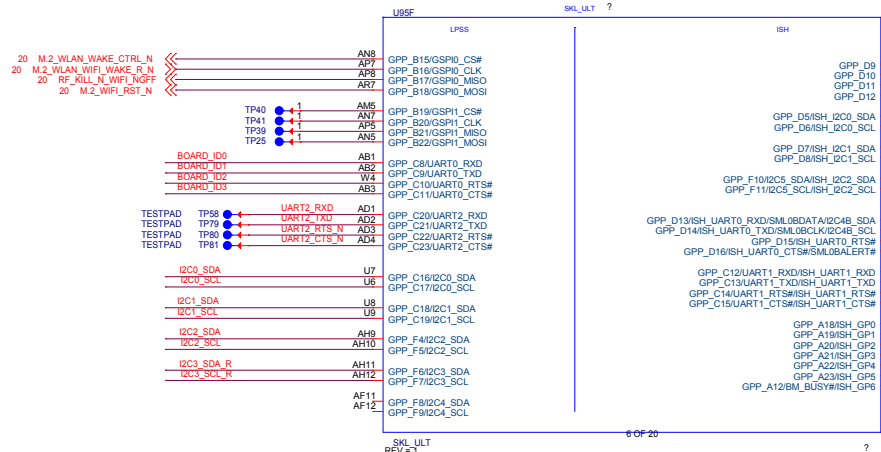 U95F
SKL_ULT ?
LPSS
ISH
20 M.2_WLAN_WAKE_CTRL_N AN8 GPP_B15/GSPI0_CS#
20 M.2_WLAN_WIFI_WAKE_R_N AP7 GPP_B16/GSPI0_CLK
20 RF_KILL_N_WIFI_NGFF AP8 GPP_B17/GSPI0_MISO
20 M.2_WIFI_RST_N AR7 GPP_B18/GSPI0_MOSI
TP40 1 AM5 GPP_B19/GSPI1_CS#
TP41 1 AN7 GPP_B20/GSPI1_CLK
TP39 1 AP5 GPP_B21/GSPI1_MISO
TP25 1 AN5 GPP_B22/GSPI1_MOSI
BOARD_ID0 AB1 GPP_C8/UART0_RXD
BOARD_ID1 AB2 GPP_C9/UART0_TXD
BOARD_ID2 W4 GPP_C10/UART0_RTS#
BOARD_ID3 AB3 GPP_C11/UART0_CTS#
TESTPAD TP58 UART2_RXD AD1 GPP_C20/UART2_RXD
TESTPAD TP79 UART2_TXD AD2 GPP_C21/UART2_TXD
TESTPAD TP80 UART2_RTS_N AD3 GPP_C22/UART2_RTS#
TESTPAD TP81 UART2_CTS_N AD4 GPP_C23/UART2_CTS#
I2C0_SDA U7 GPP_C16/I2C0_SDA
I2C0_SCL U6 GPP_C17/I2C0_SCL
I2C1_SDA U8 GPP_C18/I2C1_SDA
I2C1_SCL U9 GPP_C19/I2C1_SCL
I2C2_SDA AH9 GPP_F4/I2C2_SDA
I2C2_SCL AH10 GPP_F5/I2C2_SCL
I2C3_SDA_R AH11 GPP_F6/I2C3_SDA
I2C3_SCL_R AH12 GPP_F7/I2C3_SCL
AF11 GPP_F8/I2C4_SDA
AF12 GPP_F9/I2C4_SCL
GPP_D9
GPP_D10
GPP_D11
GPP_D12
GPP_D5/ISH_I2C0_SDA
GPP_D6/ISH_I2C0_SCL
GPP_D7/ISH_I2C1_SDA
GPP_D8/ISH_I2C1_SCL
GPP_F10/I2C5_SDA/ISH_I2C2_SDA
GPP_F11/I2C5_SCL/ISH_I2C2_SCL
GPP_D13/ISH_UART0_RXD/SML0BDATA/I2C4B_SDA
GPP_D14/ISH_UART0_TXD/SML0BCLK/I2C4B_SCL
GPP_D15/ISH_UART0_RTS#
GPP_D16/ISH_UART0_CTS#/SML0BALERT#
GPP_C12/UART1_RXD/ISH_UART1_RXD
GPP_C13/UART1_TXD/ISH_UART1_TXD
GPP_C14/UART1_RTS#/ISH_UART1_RTS#
GPP_C15/UART1_CTS#/ISH_UART1_CTS#
GPP_A18/ISH_GP0
GPP_A19/ISH_GP1
GPP_A20/ISH_GP2
GPP_A21/ISH_GP3
GPP_A22/ISH_GP4
GPP_A23/ISH_GP5
GPP_A12/BM_BUSY#/ISH_GP6
6 OF 20
SKL_ULT
REV = 1
?